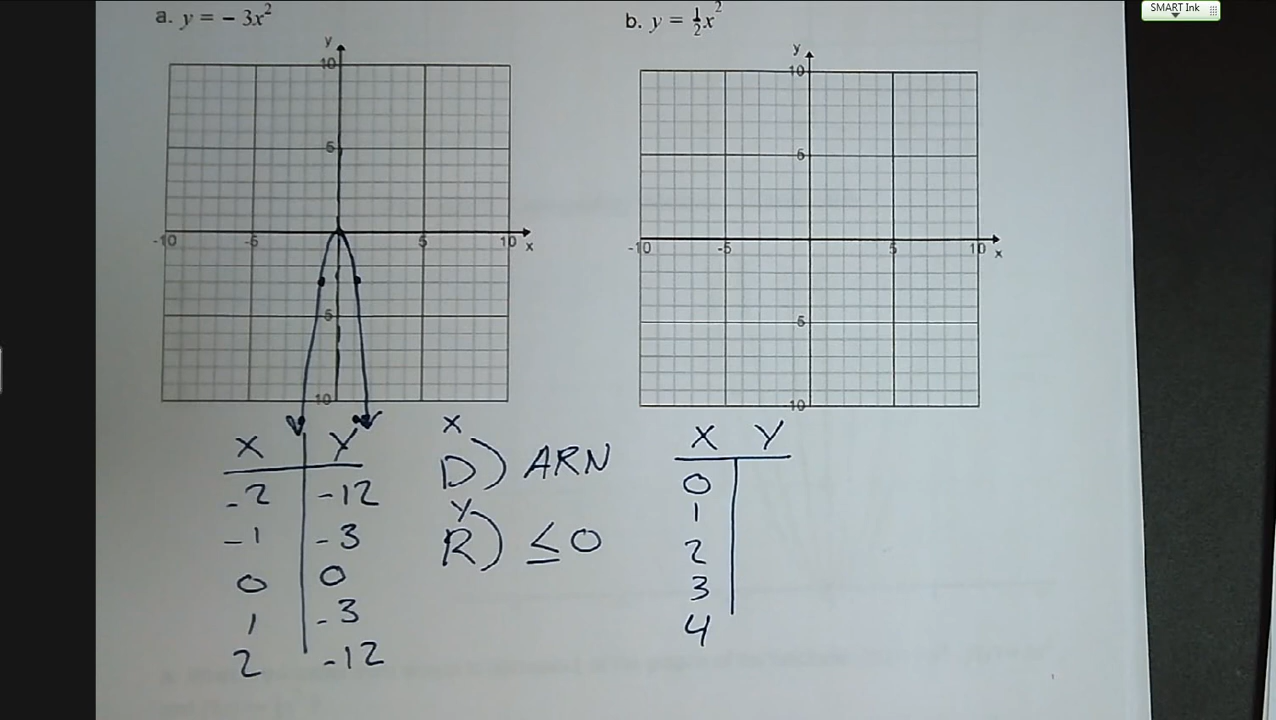 SMART Ink
a. y = - 3x²
b. y = ½x²
y
10
5
-10
-5
5
10
x
5
10
y
10
5
-10
-5
5
10
x
5
10
X Y
-2 -12
-1 -3
0 0
1 -3
2 -12
X
D) ARN
Y
R) ≤ 0
X Y
0
1
2
3
4